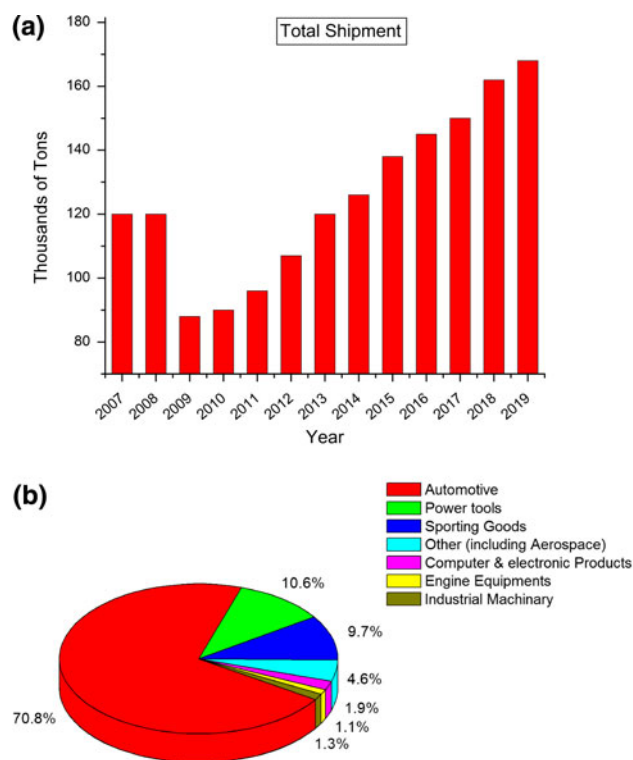 (a)
Total Shipment
Thousands of Tons
180
160
140
120
100
80
2007 2008 2009 2010 2011 2012 2013 2014 2015 2016 2017 2018 2019
Year
(b)
Automotive
Power tools
Sporting Goods
Other (including Aerospace)
Computer & electronic Products
Engine Equipments
Industrial Machinery
10.6%
9.7%
4.6%
1.9%
1.1%
1.3%
70.8%